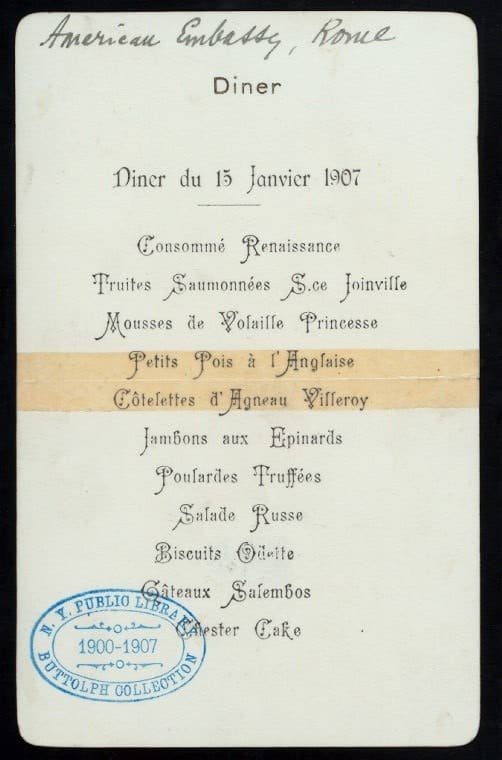 American Embassy, Rome
Diner
Diner du 15 Janvier 1907
Consommé Renaissance
Truites Saumonnées S.ce Joinville
Mousses de Volaille Princesse
Petits Pois à l'Anglaise
Côtelettes d'Agneau Villeroy
Jambons aux Epinards
Poulardes Truffées
Salade Russe
Biscuits Odette
Gâteaux Salembos
Chester Cake
N. Y. PUBLIC LIBRARY
1900-1907
BUTTOLPH COLLECTION